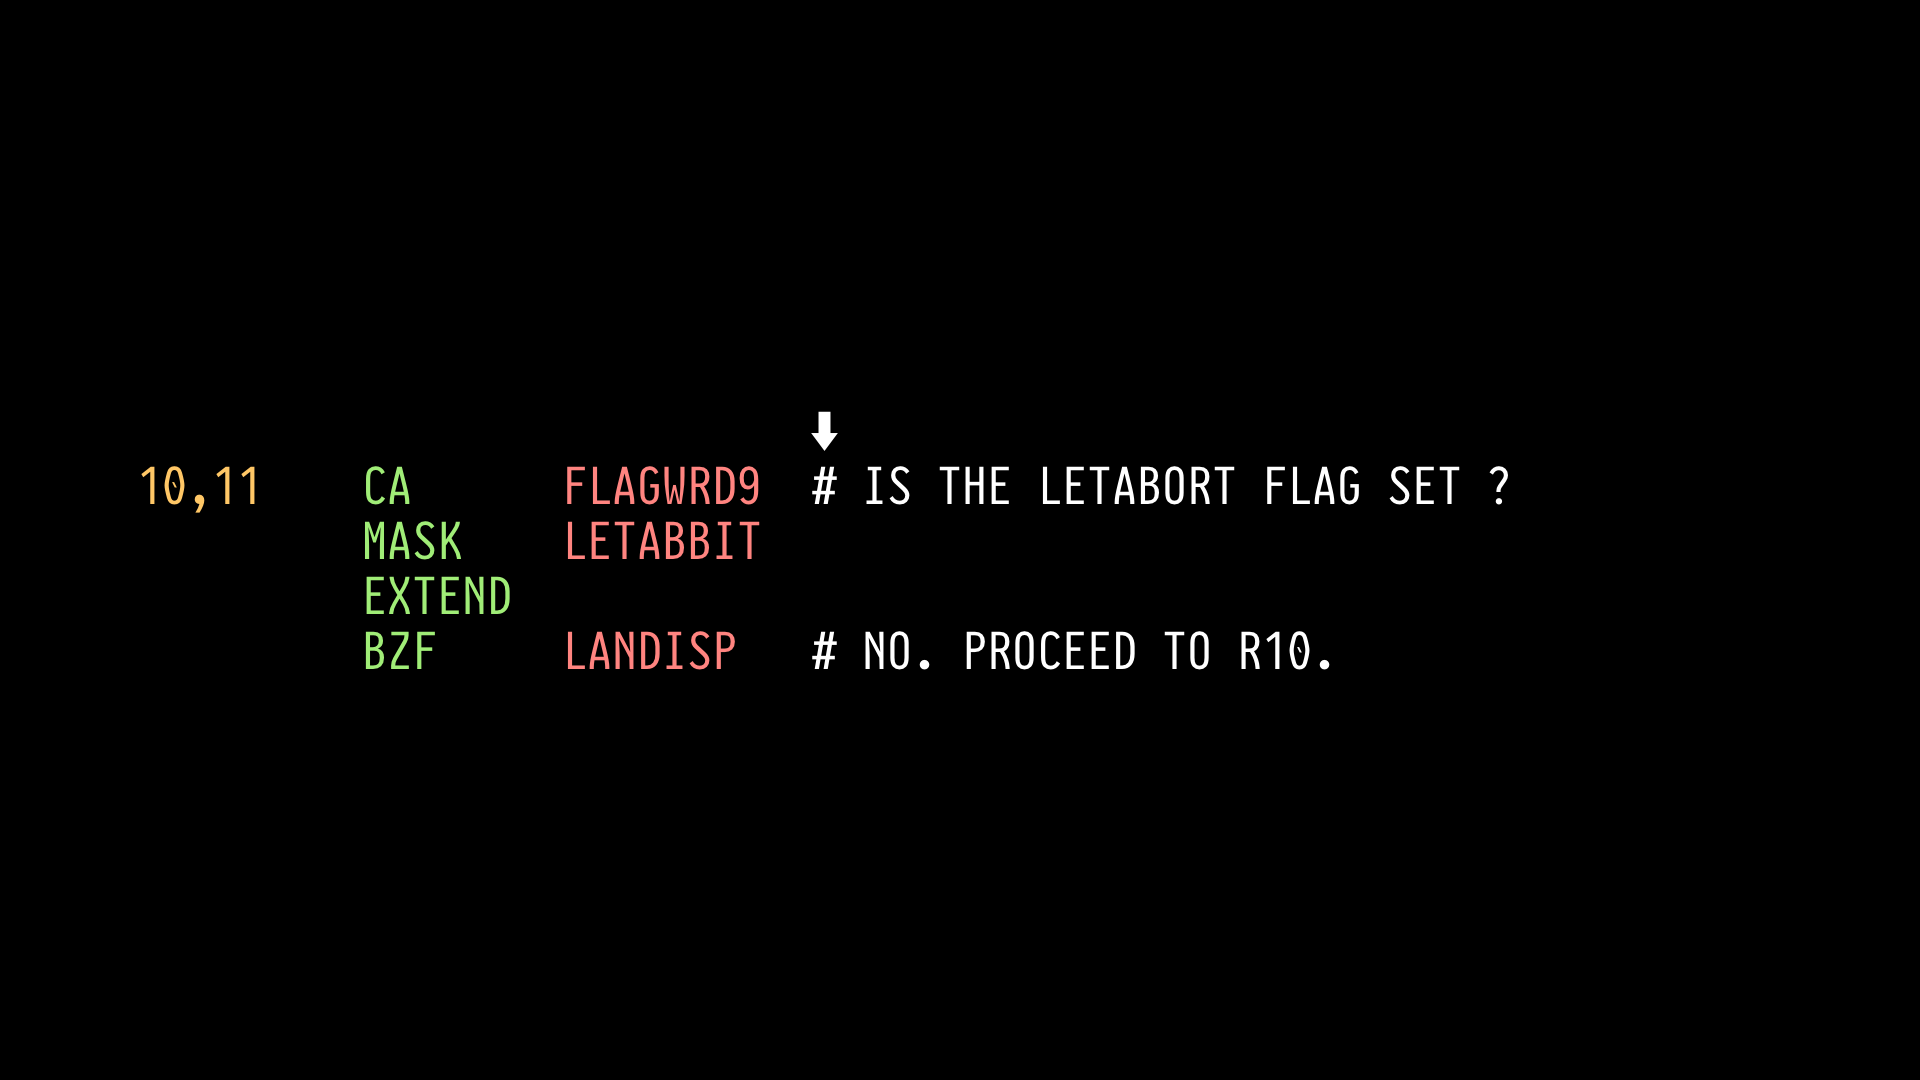 10,11 CA FLAGWRD9 # IS THE LETABORT FLAG SET ?
MASK LETABBIT
EXTEND
BZF LANDISP # NO. PROCEED TO R10.